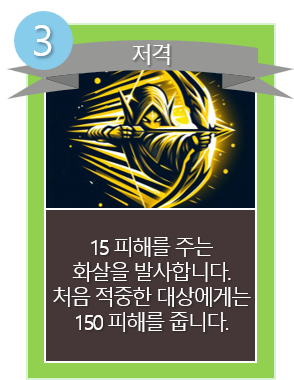 3
저격
15 피해를 주는
화살을 발사합니다.
처음 적중한 대상에게는
150 피해를 줍니다.